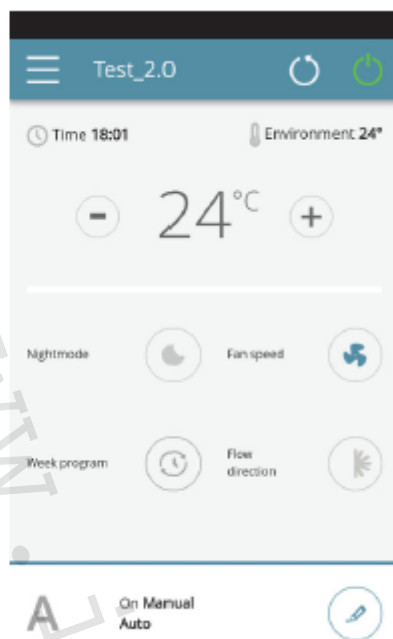 Test_2.0
Time 18:01 Environment 24°
24°C
Nightmode Fan speed
Week program Flow
direction
A On Manual
Auto